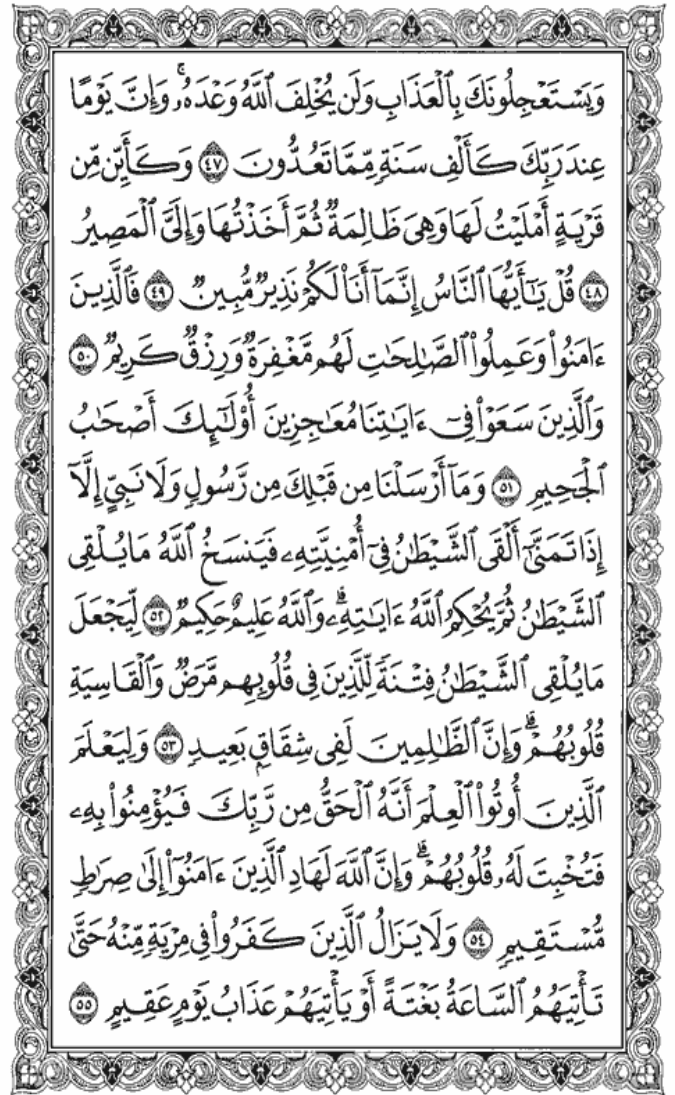 وَيَسْتَعْجِلُونَكَ بِٱلْعَذَابِ وَلَن يُخْلِفَ ٱللَّهُ وَعْدَهُۥۚ وَإِنَّ يَوْمًا
عِندَ رَبِّكَ كَأَلْفِ سَنَةٍ مِّمَّا تَعُدُّونَ ٤٧ وَكَأَيِّن مِّن
قَرْيَةٍ أَمْلَيْتُ لَهَا وَهِىَ ظَالِمَةٌ ثُمَّ أَخَذْتُهَا وَإِلَىَّ ٱلْمَصِيرُ
٤٨ قُلْ يَـٰٓأَيُّهَا ٱلنَّاسُ إِنَّمَآ أَنَا۠ لَكُمْ نَذِيرٌ مُّبِينٌ ٤٩ فَٱلَّذِينَ
ءَامَنُوا۟ وَعَمِلُوا۟ ٱلصَّـٰلِحَـٰتِ لَهُم مَّغْفِرَةٌ وَرِزْقٌ كَرِيمٌ ٥٠
وَٱلَّذِينَ سَعَوْا۟ فِىٓ ءَايَـٰتِنَا مُعَـٰجِزِينَ أُو۟لَـٰٓئِكَ أَصْحَـٰبُ
ٱلْجَحِيمِ ٥١ وَمَآ أَرْسَلْنَا مِن قَبْلِكَ مِن رَّسُولٍ وَلَا نَبِىٍّ إِلَّآ
إِذَا تَمَنَّىٰٓ أَلْقَى ٱلشَّيْطَـٰنُ فِىٓ أُمْنِيَّتِهِۦ فَيَنسَخُ ٱللَّهُ مَا يُلْقِى
ٱلشَّيْطَـٰنُ ثُمَّ يُحْكِمُ ٱللَّهُ ءَايَـٰتِهِۦۗ وَٱللَّهُ عَلِيمٌ حَكِيمٌ ٥٢ لِّيَجْعَلَ
مَا يُلْقِى ٱلشَّيْطَـٰنُ فِتْنَةً لِّلَّذِينَ فِى قُلُوبِهِم مَّرَضٌ وَٱلْقَاسِيَةِ
قُلُوبُهُمْۗ وَإِنَّ ٱلظَّـٰلِمِينَ لَفِى شِقَاقٍۭ بَعِيدٍ ٥٣ وَلِيَعْلَمَ
ٱلَّذِينَ أُوتُوا۟ ٱلْعِلْمَ أَنَّهُ ٱلْحَقُّ مِن رَّبِّكَ فَيُؤْمِنُوا۟ بِهِۦ
فَتُخْبِتَ لَهُۥ قُلُوبُهُمْۗ وَإِنَّ ٱللَّهَ لَهَادِ ٱلَّذِينَ ءَامَنُوٓا۟ إِلَىٰ صِرَٰطٍ
مُّسْتَقِيمٍ ٥٤ وَلَا يَزَالُ ٱلَّذِينَ كَفَرُوا۟ فِى مِرْيَةٍ مِّنْهُ حَتَّىٰ
تَأْتِيَهُمُ ٱلسَّاعَةُ بَغْتَةً أَوْ يَأْتِيَهُمْ عَذَابُ يَوْمٍ عَقِيمٍ ٥٥